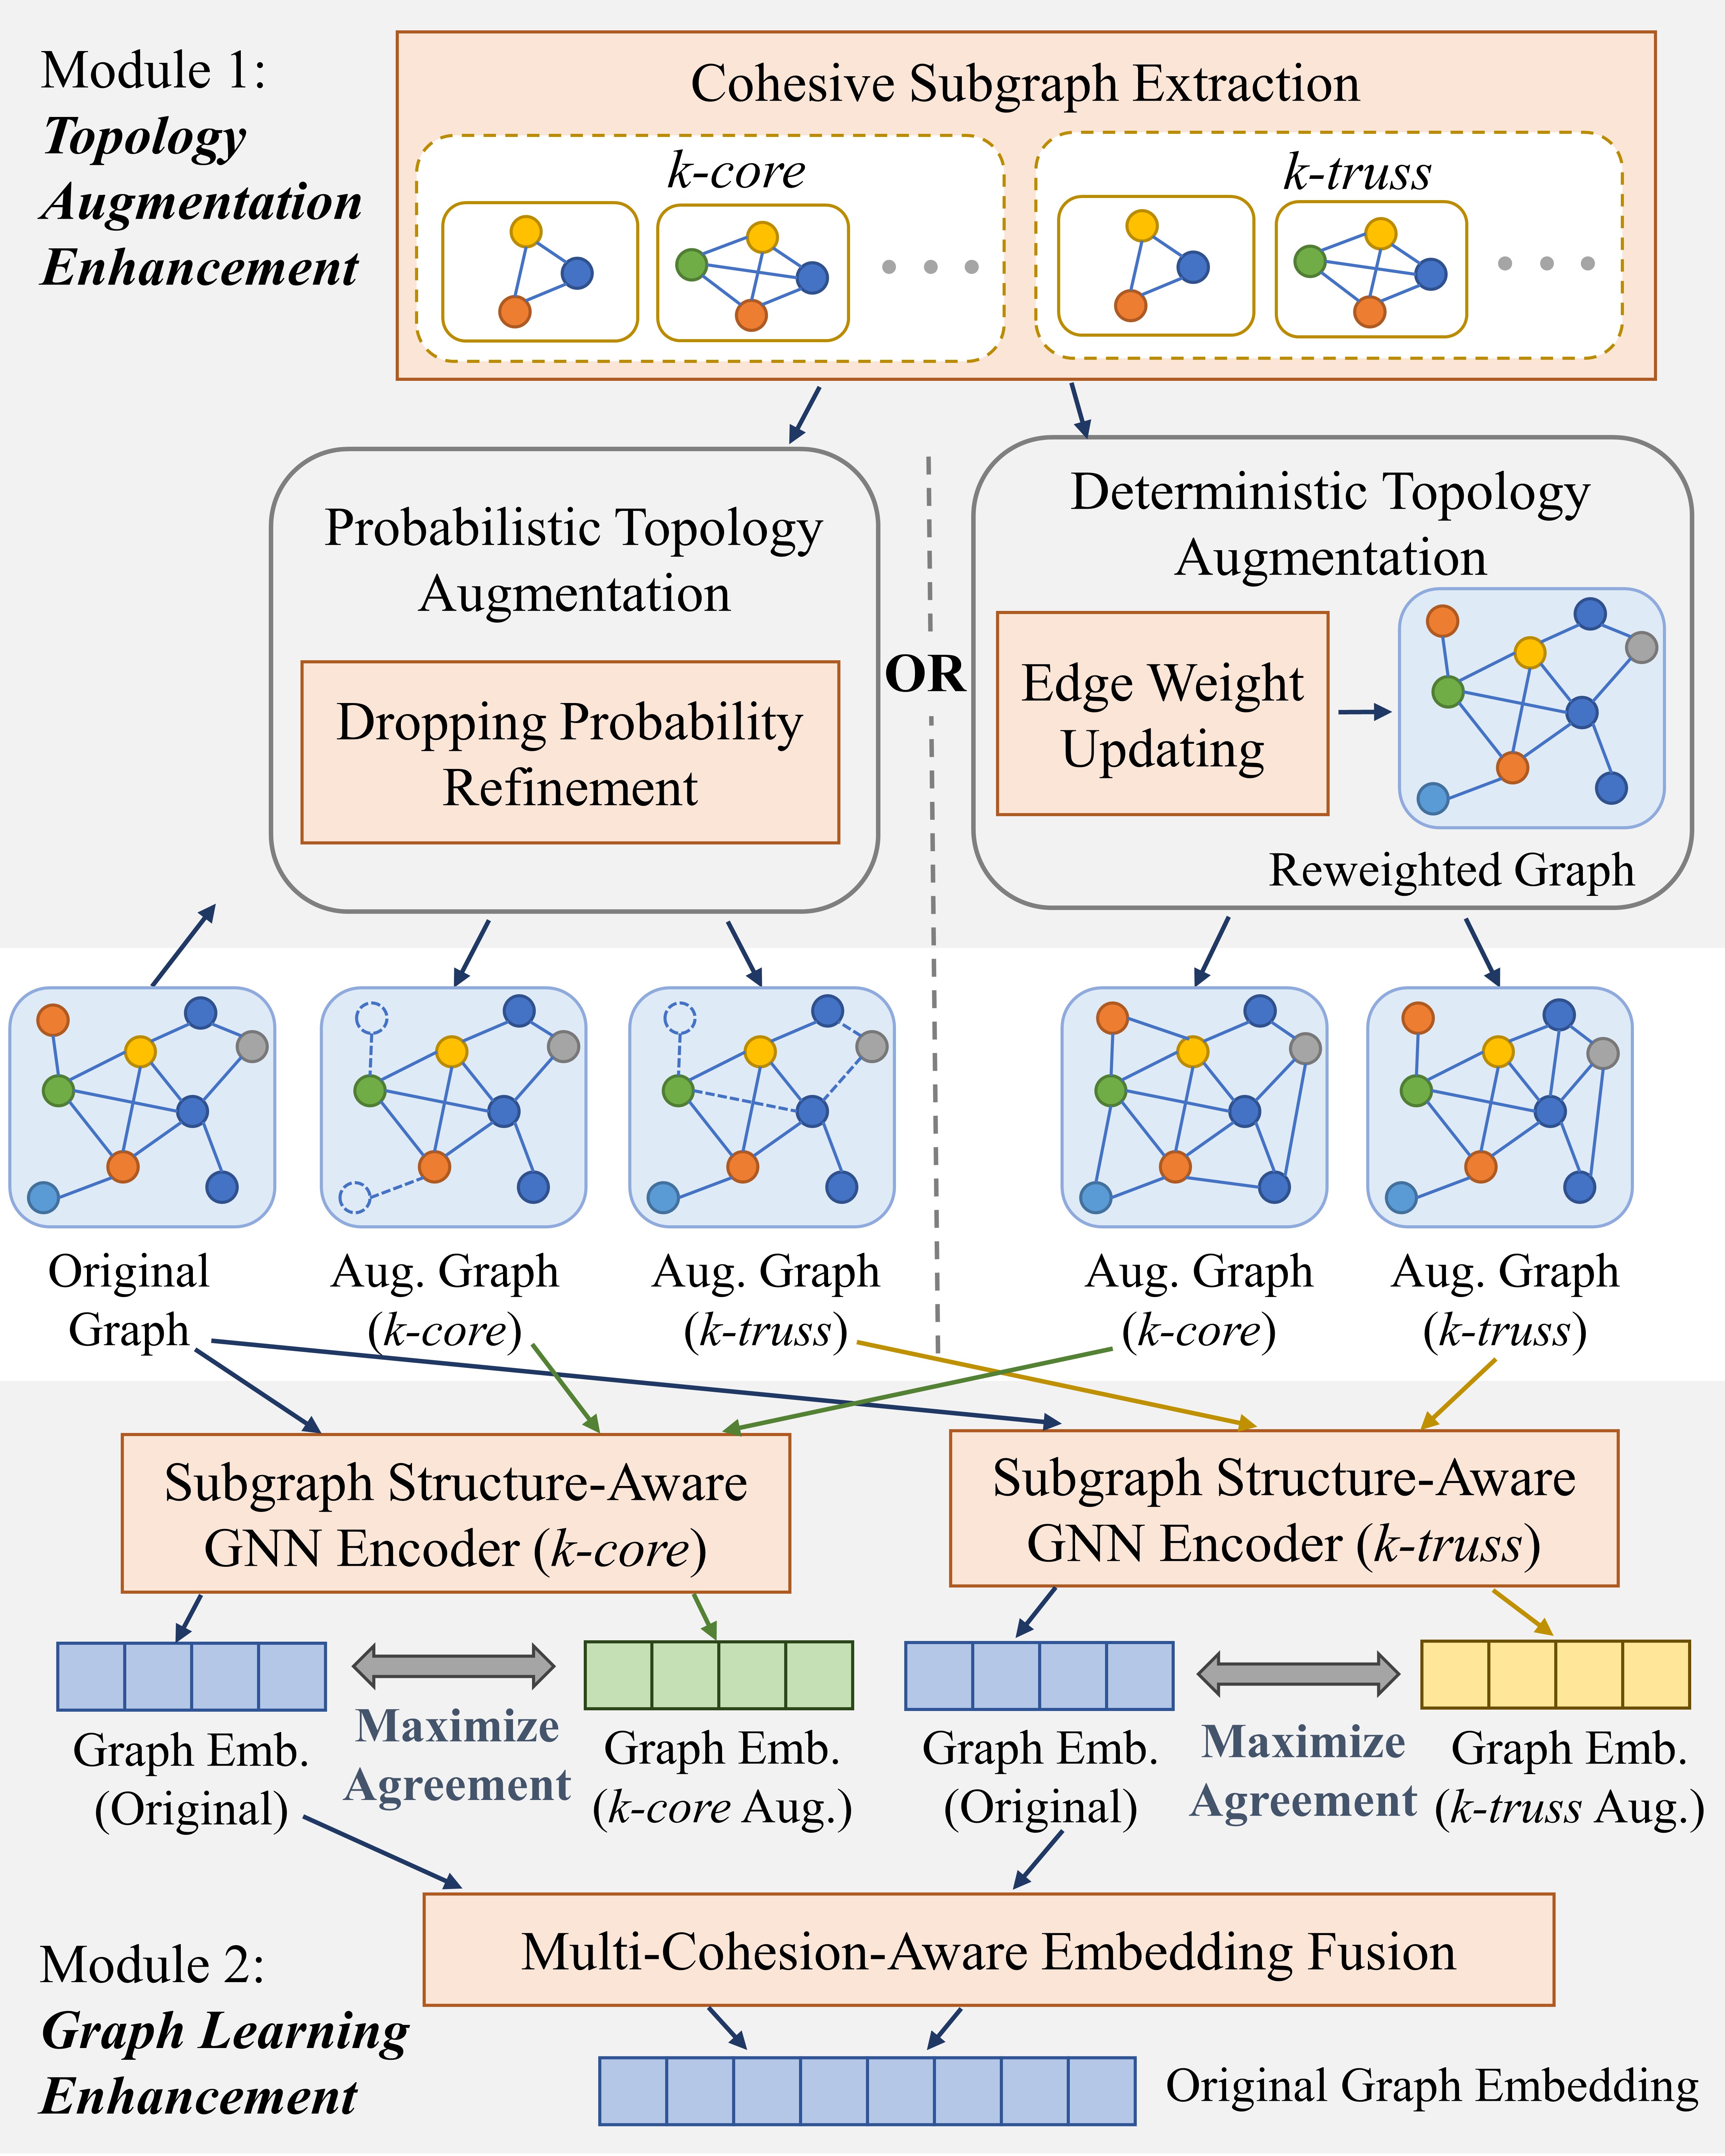 Module 1:
Topology
Augmentation
Enhancement
Cohesive Subgraph Extraction
k-core
k-truss
Probabilistic Topology
Augmentation
Dropping Probability
Refinement
OR
Deterministic Topology
Augmentation
Edge Weight
Updating
Reweighted Graph
Original
Graph
Aug. Graph
(k-core)
Aug. Graph
(k-truss)
Aug. Graph
(k-core)
Aug. Graph
(k-truss)
Subgraph Structure-Aware
GNN Encoder (k-core)
Subgraph Structure-Aware
GNN Encoder (k-truss)
Graph Emb.
(Original)
Maximize
Agreement
Graph Emb.
(k-core Aug.)
Graph Emb.
(Original)
Maximize
Agreement
Graph Emb.
(k-truss Aug.)
Multi-Cohesion-Aware Embedding Fusion
Module 2:
Graph Learning
Enhancement
Original Graph Embedding